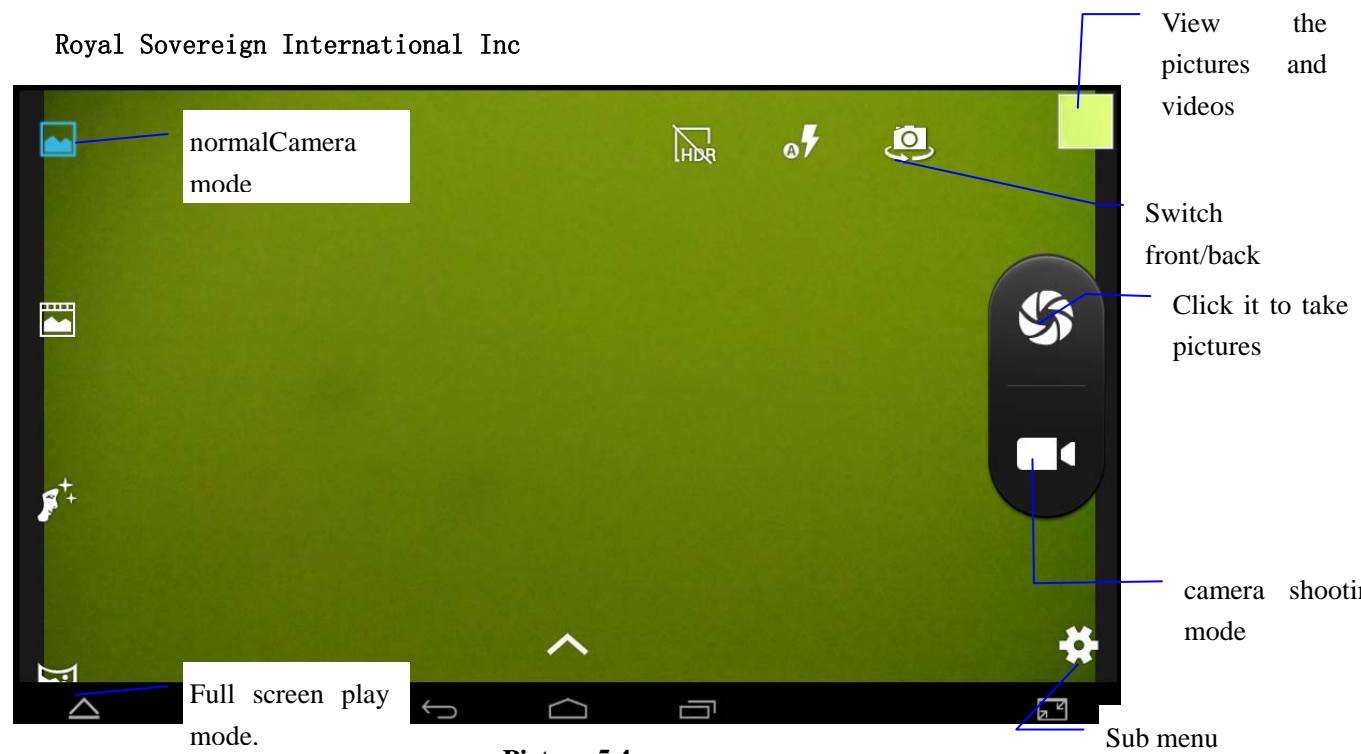 Royal Sovereign International Inc
View the
pictures and
videos
normalCamera
mode
HDR
A
Switch
front/back
Click it to take
pictures
camera
mode
Full screen play
mode.
Sub menu